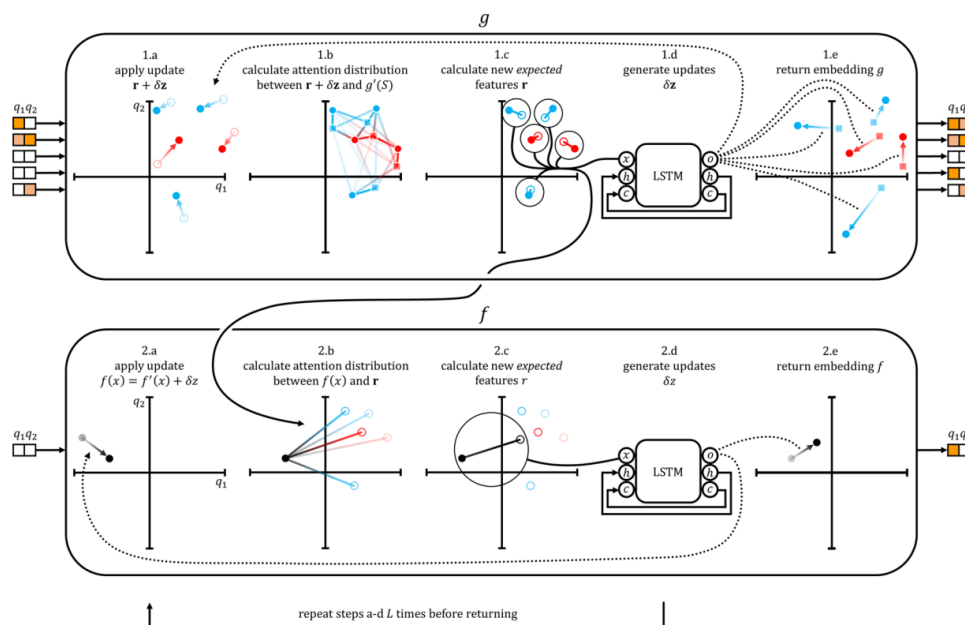 g
1.a
apply update
r + δz
1.b
calculate attention distribution
between r + δz and g′(S)
1.c
calculate new expected
features r
1.d
generate updates
δz
1.e
return embedding g
q₁q₂
q₂
q₁
x
h
c
LSTM
o
h
c
q₁q
f
2.a
apply update
f(x) = f′(x) + δz
2.b
calculate attention distribution
between f(x) and r
2.c
calculate new expected
features r
2.d
generate updates
δz
2.e
return embedding f
q₁q₂
q₂
q₁
x
h
c
LSTM
o
h
c
q₁q
repeat steps a-d L times before returning